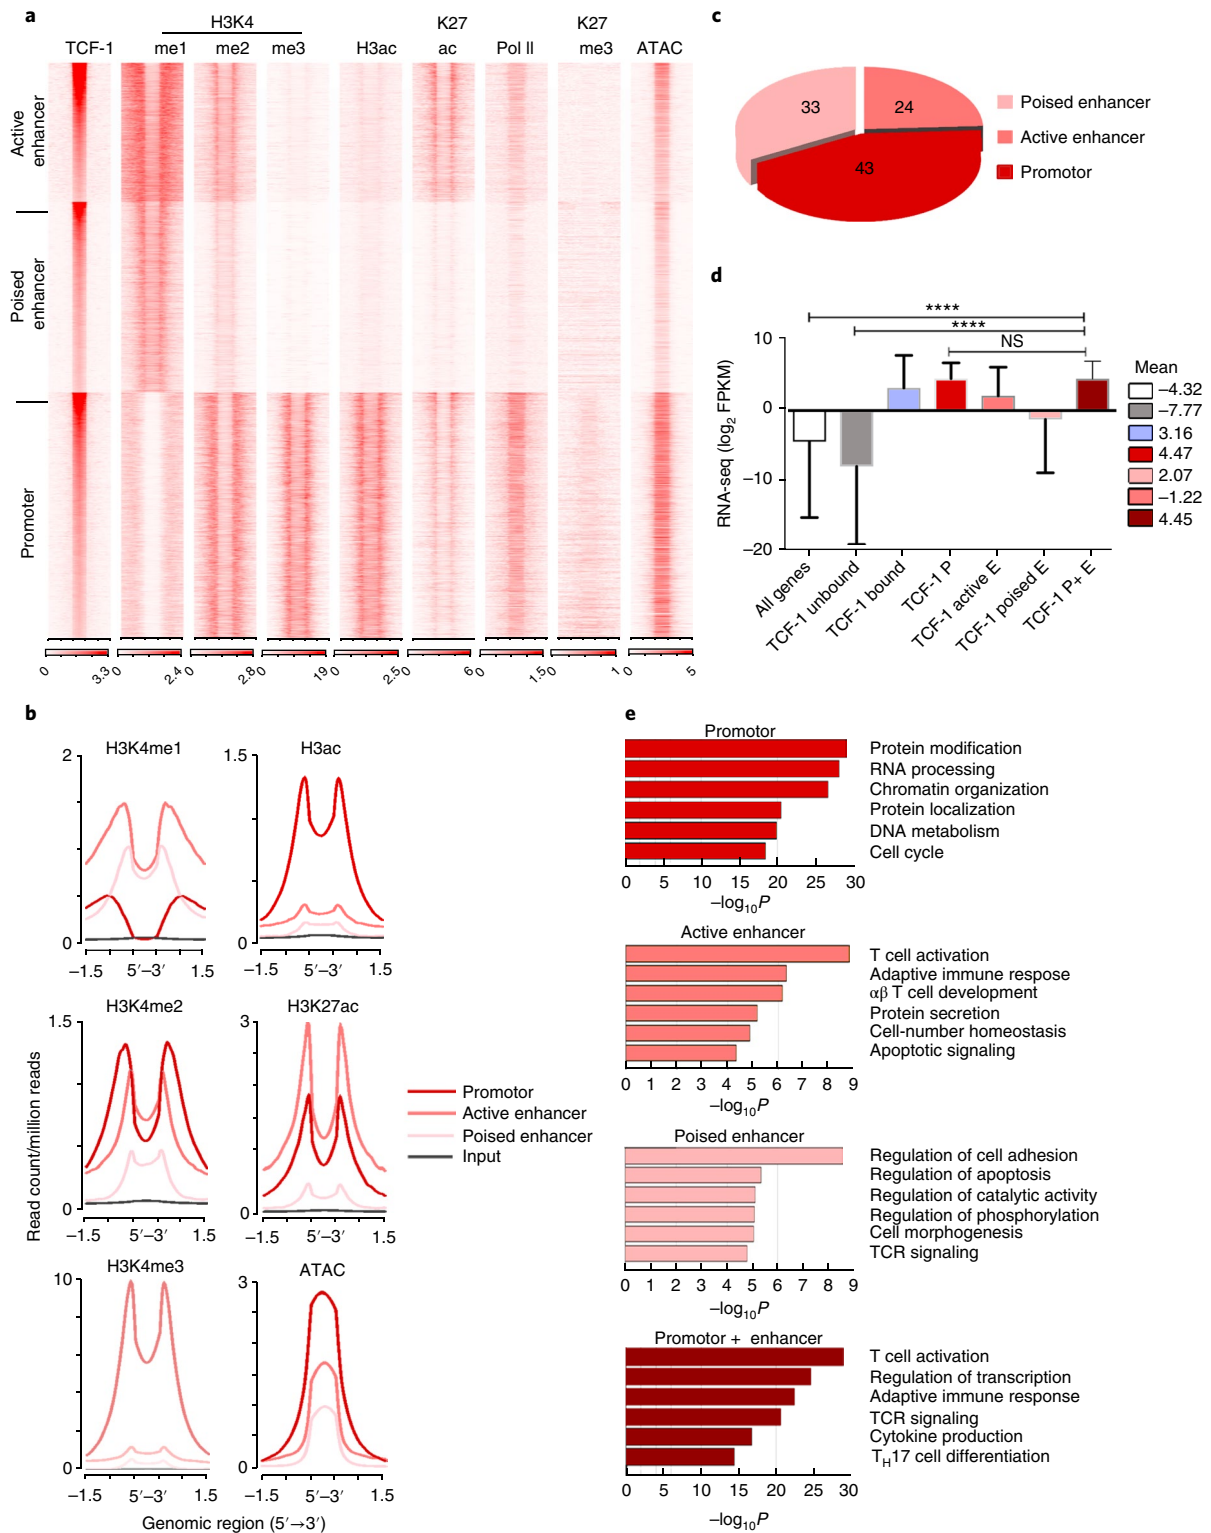 a
H3K4
K27
K27
TCF-1 me1 me2 me3 H3ac ac Pol II me3 ATAC
Active
enhancer
Poised
enhancer
Promoter
0 3.3 0 2.4 0 2.8 0 19 0 2.5 0 6 0 1.5 0 1 0 5
b
H3K4me1
2
0
−1.5 5′–3′ 1.5
H3ac
1.5
0
−1.5 5′–3′ 1.5
H3K4me2
1.5
0
−1.5 5′–3′ 1.5
H3K27ac
3
0
−1.5 5′–3′ 1.5
H3K4me3
10
0
−1.5 5′–3′ 1.5
ATAC
3
0
−1.5 5′–3′ 1.5
Read count/million reads
Genomic region (5′→3′)
Promotor
Active enhancer
Poised enhancer
Input
c
33
24
43
Poised enhancer
Active enhancer
Promotor
d
****
****
NS
10
0
−10
−20
RNA-seq (log2 FPKM)
All genes
TCF-1 unbound
TCF-1 bound
TCF-1 P
TCF-1 active E
TCF-1 poised E
TCF-1 P+ E
Mean
−4.32
−7.77
3.16
4.47
2.07
−1.22
4.45
e
Promotor
Protein modification
RNA processing
Chromatin organization
Protein localization
DNA metabolism
Cell cycle
0 5 10 15 20 25 30
−log10P
Active enhancer
T cell activation
Adaptive immune respose
αβ T cell development
Protein secretion
Cell-number homeostasis
Apoptotic signaling
0 1 2 3 4 5 6 7 8 9
−log10P
Poised enhancer
Regulation of cell adhesion
Regulation of apoptosis
Regulation of catalytic activity
Regulation of phosphorylation
Cell morphogenesis
TCR signaling
0 1 2 3 4 5 6 7 8 9
−log10P
Promotor + enhancer
T cell activation
Regulation of transcription
Adaptive immune response
TCR signaling
Cytokine production
TH17 cell differentiation
0 5 10 15 20 25 30
−log10P